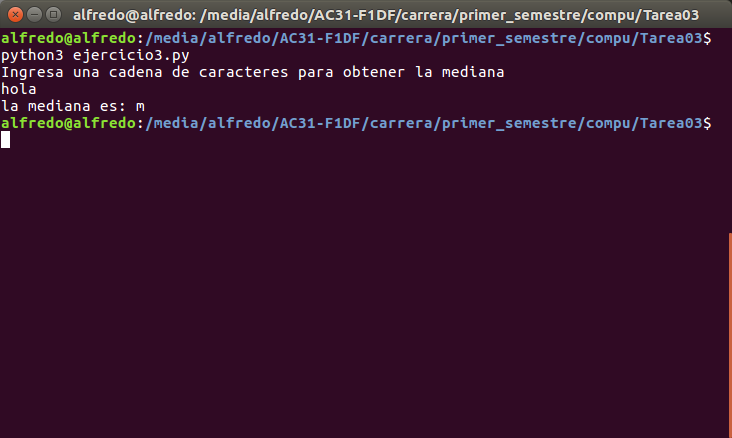 alfredo@alfredo: /media/alfredo/AC31-F1DF/carrera/primer_semestre/compu/Tarea03
alfredo@alfredo:/media/alfredo/AC31-F1DF/carrera/primer_semestre/compu/Tarea03$
python3 ejercicio3.py
Ingresa una cadena de caracteres para obtener la mediana
hola
la mediana es: m
alfredo@alfredo:/media/alfredo/AC31-F1DF/carrera/primer_semestre/compu/Tarea03$